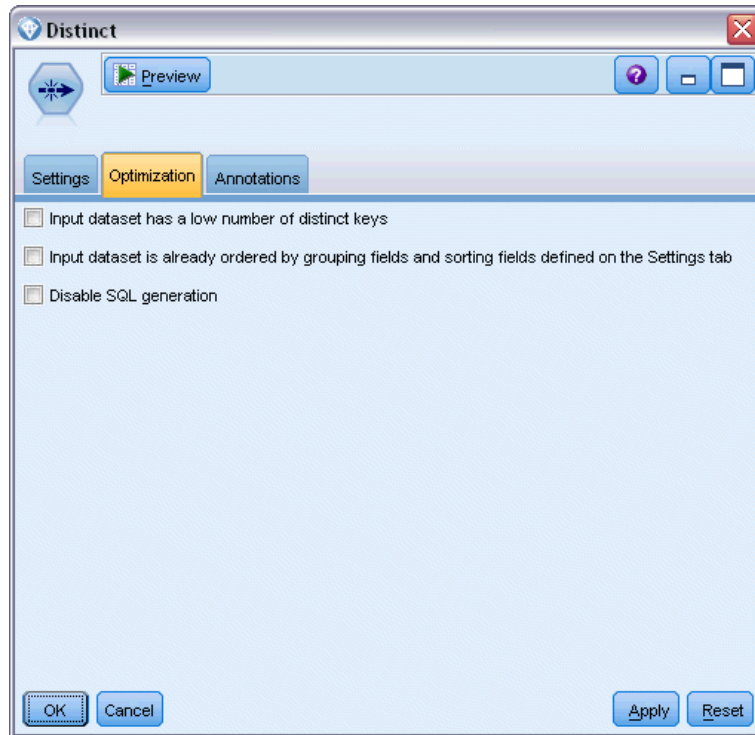 Distinct
Preview
Settings
Optimization
Annotations
Input dataset has a low number of distinct keys
Input dataset is already ordered by grouping fields and sorting fields defined on the Settings tab
Disable SQL generation
OK
Cancel
Apply
Reset